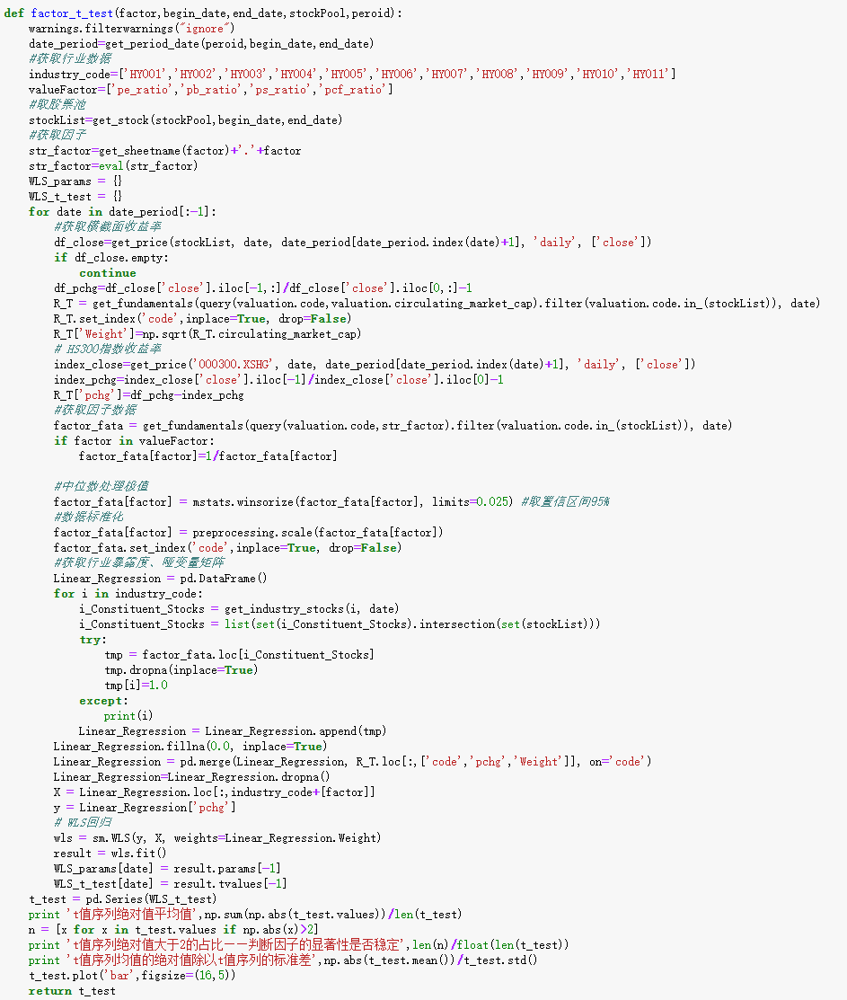 def factor_t_test(factor,begin_date,end_date,stockPool,peroid):
    warnings.filterwarnings("ignore")
    date_period=get_period_date(peroid,begin_date,end_date)
    #获取行业数据
    industry_code=['HY001','HY002','HY003','HY004','HY005','HY006','HY007','HY008','HY009','HY010','HY011']
    valueFactor=['pe_ratio','pb_ratio','ps_ratio','pcf_ratio']
    #取股票池
    stockList=get_stock(stockPool,begin_date,end_date)
    #获取因子
    str_factor=get_sheetname(factor)+'.'+factor
    str_factor=eval(str_factor)
    WLS_params = {}
    WLS_t_test = {}
    for date in date_period[:-1]:
        #获取横截面收益率
        df_close=get_price(stockList, date, date_period[date_period.index(date)+1], 'daily', ['close'])
        if df_close.empty:
            continue
        df_pchg=df_close['close'].iloc[-1,:]/df_close['close'].iloc[0,:]-1
        R_T = get_fundamentals(query(valuation.code,valuation.circulating_market_cap).filter(valuation.code.in_(stockList)), date)
        R_T.set_index('code',inplace=True, drop=False)
        R_T['Weight']=np.sqrt(R_T.circulating_market_cap)
        # HS300指数收益率
        index_close=get_price('000300.XSHG', date, date_period[date_period.index(date)+1], 'daily', ['close'])
        index_pchg=index_close['close'].iloc[-1]/index_close['close'].iloc[0]-1
        R_T['pchg']=df_pchg-index_pchg
        #获取因子数据
        factor_fata = get_fundamentals(query(valuation.code,str_factor).filter(valuation.code.in_(stockList)), date)
        if factor in valueFactor:
            factor_fata[factor]=1/factor_fata[factor]
        #中位数处理极值
        factor_fata[factor] = mstats.winsorize(factor_fata[factor], limits=0.025) #取置信区间95%
        #数据标准化
        factor_fata[factor] = preprocessing.scale(factor_fata[factor])
        factor_fata.set_index('code',inplace=True, drop=False)
        #获取行业暴露度、哑变量矩阵
        Linear_Regression = pd.DataFrame()
        for i in industry_code:
            i_Constituent_Stocks = get_industry_stocks(i, date)
            i_Constituent_Stocks = list(set(i_Constituent_Stocks).intersection(set(stockList)))
            try:
                tmp = factor_fata.loc[i_Constituent_Stocks]
                tmp.dropna(inplace=True)
                tmp[i]=1.0
            except:
                print(i)
            Linear_Regression = Linear_Regression.append(tmp)
        Linear_Regression.fillna(0.0, inplace=True)
        Linear_Regression = pd.merge(Linear_Regression, R_T.loc[:,['code','pchg','Weight']], on='code')
        Linear_Regression=Linear_Regression.dropna()
        X = Linear_Regression.loc[:,industry_code+[factor]]
        y = Linear_Regression['pchg']
        # WLS回归
        wls = sm.WLS(y, X, weights=Linear_Regression.Weight)
        result = wls.fit()
        WLS_params[date] = result.params[-1]
        WLS_t_test[date] = result.tvalues[-1]
    t_test = pd.Series(WLS_t_test)
    print 't值序列绝对值平均值',np.sum(np.abs(t_test.values))/len(t_test)
    n = [x for x in t_test.values if np.abs(x)>2]
    print 't值序列绝对值大于2的占比——判断因子的显著性是否稳定',len(n)/float(len(t_test))
    print 't值序列均值的绝对值除以t值序列的标准差',np.abs(t_test.mean())/t_test.std()
    t_test.plot('bar',figsize=(16,5))
    return t_test